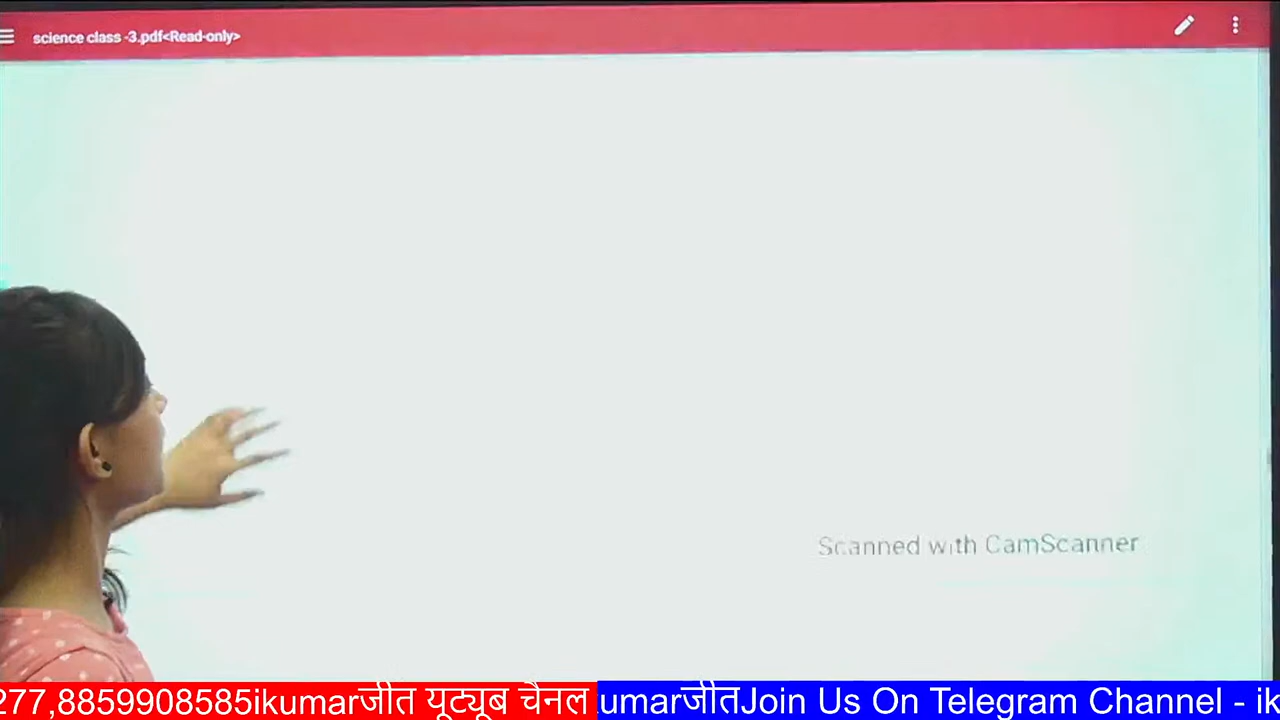 science class -3.pdf<Read-only>
Scanned with CamScanner
277,8859908585ikumarजीत यूट्यूब चैनल umarजीतJoin Us On Telegram Channel - ik